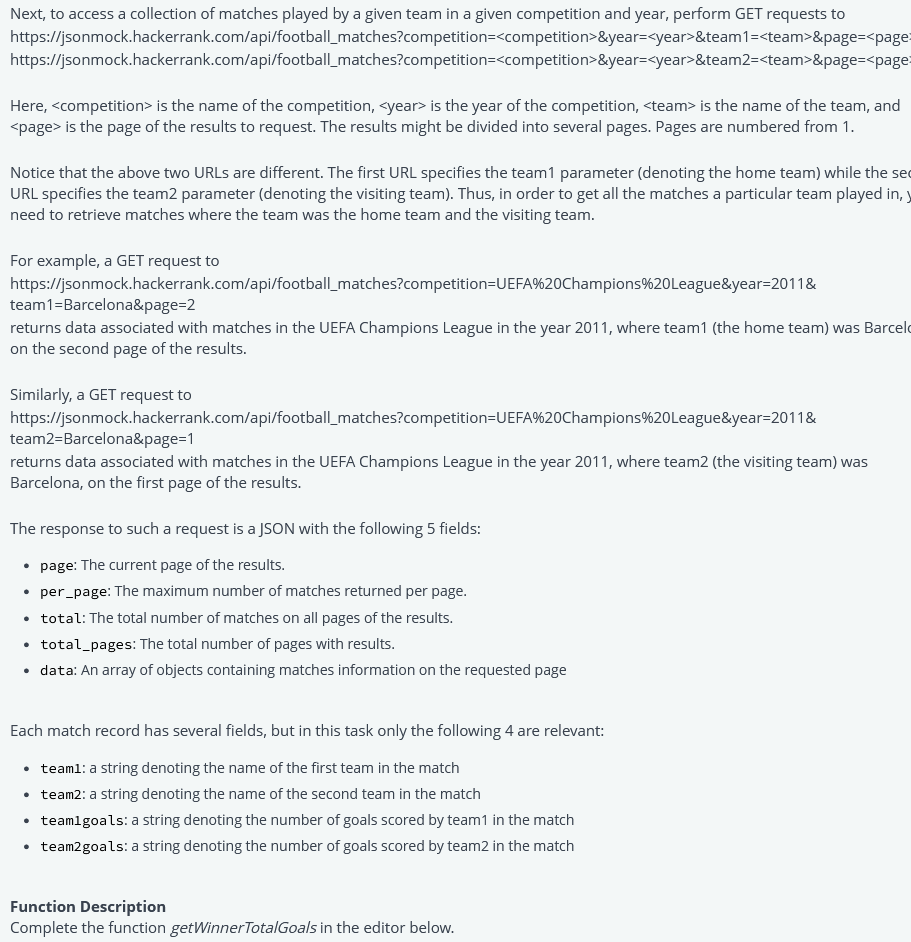 Next, to access a collection of matches played by a given team in a given competition and year, perform GET requests to
https://jsonmock.hackerrank.com/api/football_matches?competition=<competition>&year=<year>&team1=<team>&page=<page>
https://jsonmock.hackerrank.com/api/football_matches?competition=<competition>&year=<year>&team2=<team>&page=<page>
Here, <competition> is the name of the competition, <year> is the year of the competition, <team> is the name of the team, and
<page> is the page of the results to request. The results might be divided into several pages. Pages are numbered from 1.
Notice that the above two URLs are different. The first URL specifies the team1 parameter (denoting the home team) while the sec
URL specifies the team2 parameter (denoting the visiting team). Thus, in order to get all the matches a particular team played in, y
need to retrieve matches where the team was the home team and the visiting team.
For example, a GET request to
https://jsonmock.hackerrank.com/api/football_matches?competition=UEFA%20Champions%20League&year=2011&
team1=Barcelona&page=2
returns data associated with matches in the UEFA Champions League in the year 2011, where team1 (the home team) was Barcelo
on the second page of the results.
Similarly, a GET request to
https://jsonmock.hackerrank.com/api/football_matches?competition=UEFA%20Champions%20League&year=2011&
team2=Barcelona&page=1
returns data associated with matches in the UEFA Champions League in the year 2011, where team2 (the visiting team) was
Barcelona, on the first page of the results.
The response to such a request is a JSON with the following 5 fields:
• page: The current page of the results.
• per_page: The maximum number of matches returned per page.
• total: The total number of matches on all pages of the results.
• total_pages: The total number of pages with results.
• data: An array of objects containing matches information on the requested page
Each match record has several fields, but in this task only the following 4 are relevant:
• team1: a string denoting the name of the first team in the match
• team2: a string denoting the name of the second team in the match
• team1goals: a string denoting the number of goals scored by team1 in the match
• team2goals: a string denoting the number of goals scored by team2 in the match
Function Description
Complete the function getWinnerTotalGoals in the editor below.